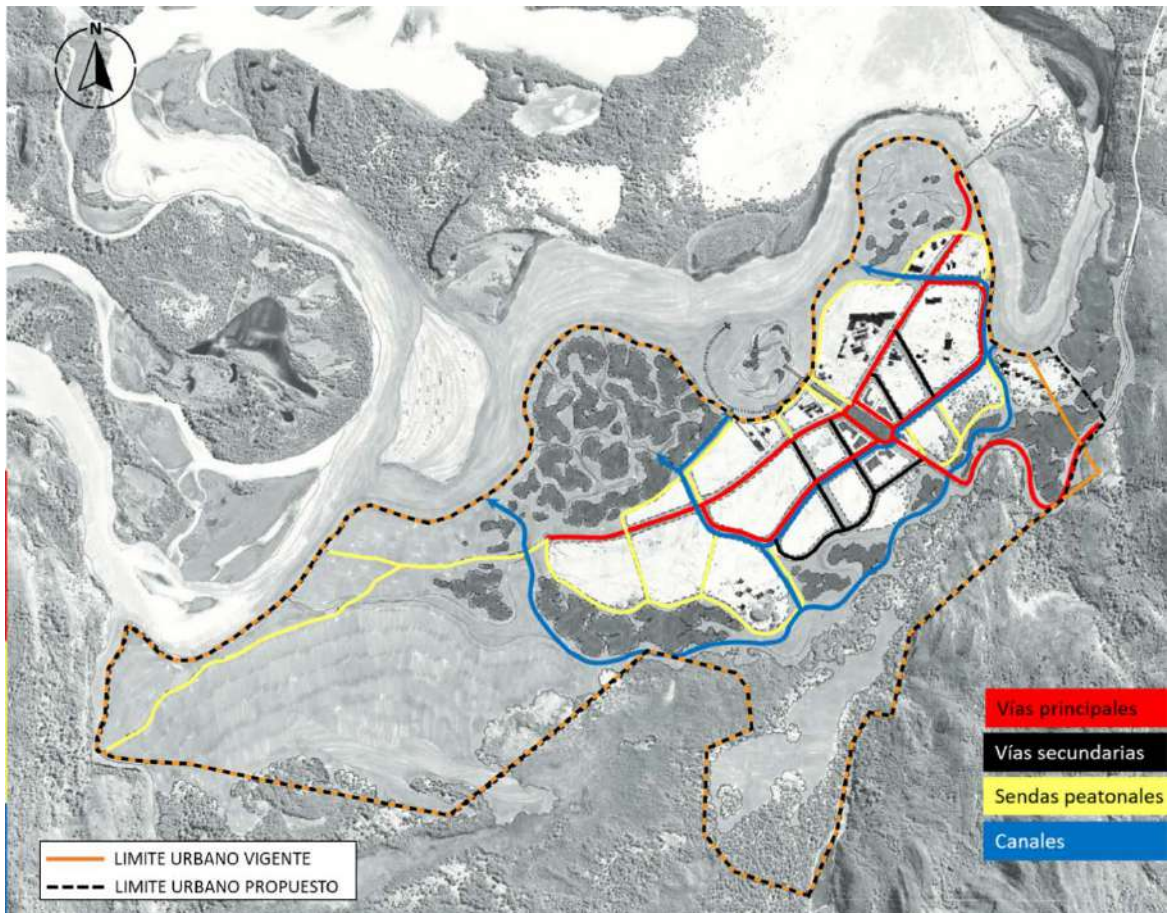 N
Vías principales
Vías secundarias
Sendas peatonales
Canales
LIMITE URBANO VIGENTE
LIMITE URBANO PROPUESTO